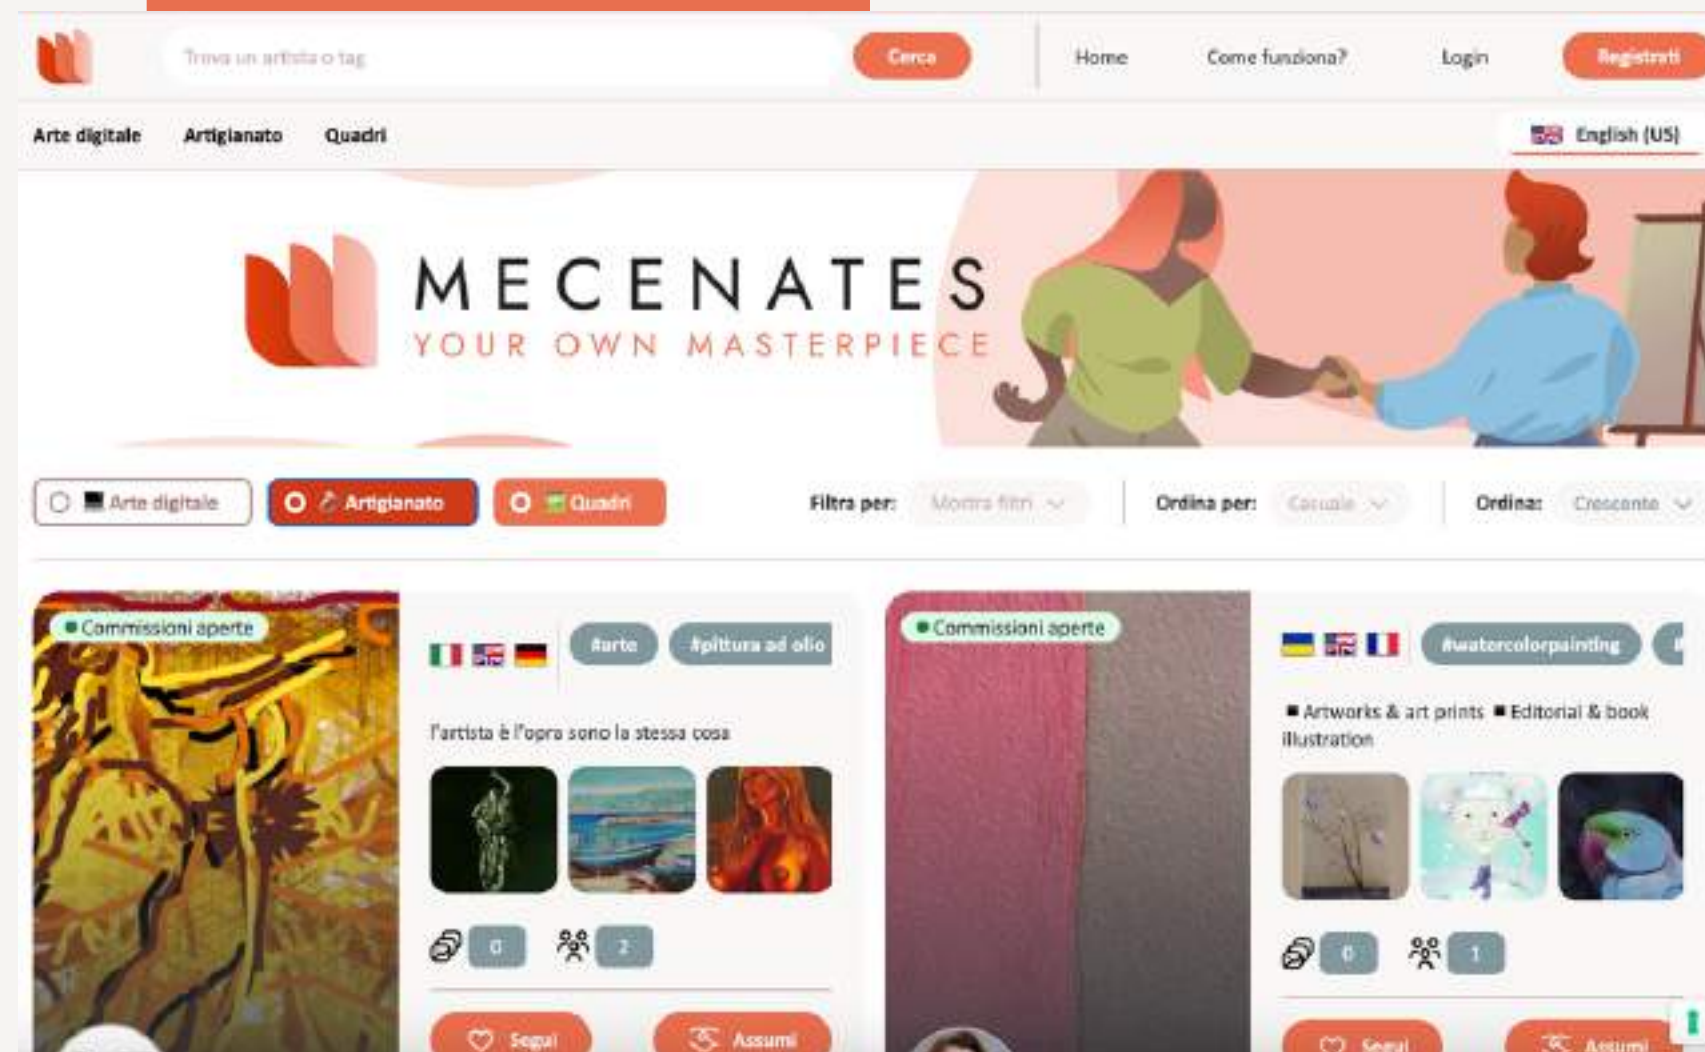 Trova un artista o tag
Cerca
Home
Come funziona?
Login
Registrati
Arte digitale
Artigianato
Quadri
English (US)
MECENATES
YOUR OWN MASTERPIECE
Arte digitale
Artigianato
Quadri
Filtra per:
Mostra filtri
Ordina per:
Casuale
Ordina:
Crescente
Commissioni aperte
#arte
#pittura ad olio
l'artista è l'opra sono la stessa cosa
0
2
Segui
Assumi
Commissioni aperte
#watercolorpainting
#
Artworks & art prints
Editorial & book
illustration
0
1
Segui
Assumi